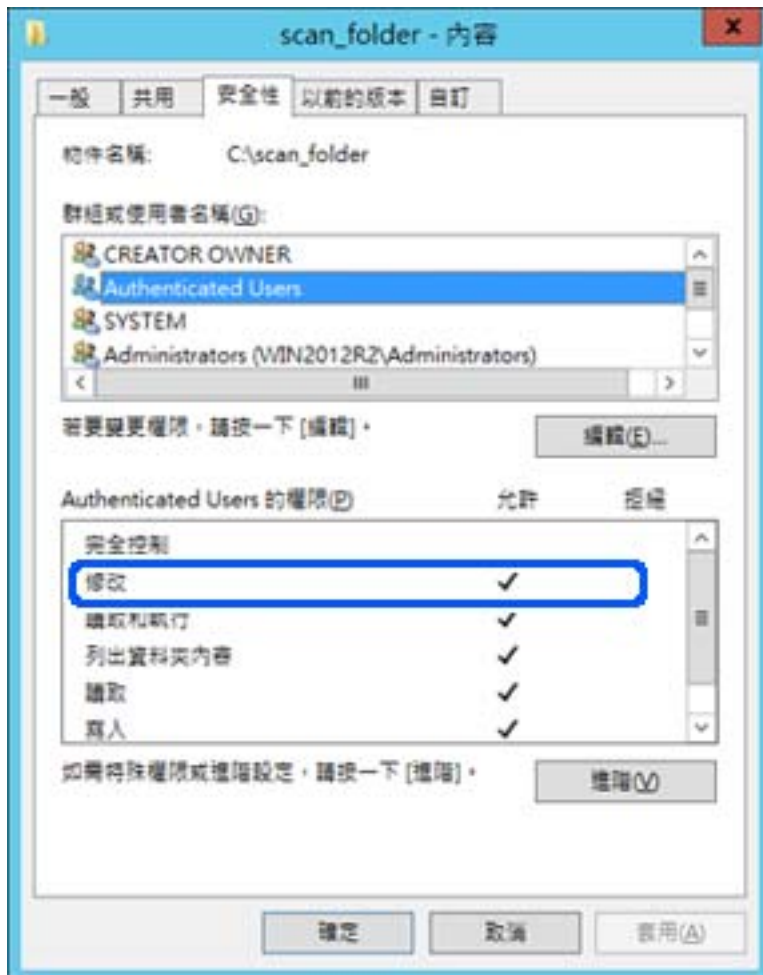 scan_folder - 內容
一般 共用 安全性 以前的版本 自訂
物件名稱: C:\scan_folder
群組或使用者名稱(G):
CREATOR OWNER
Authenticated Users
SYSTEM
Administrators (WIN2012R2\Administrators)
若要變更權限，請按一下 [編輯]。 編輯(E)...
Authenticated Users 的權限(P) 允許 拒絕
完全控制
修改
讀取和執行
列出資料夾內容
讀取
寫入
如需特殊權限或進階設定，請按一下 [進階]。 進階(V)
確定 取消 套用(A)